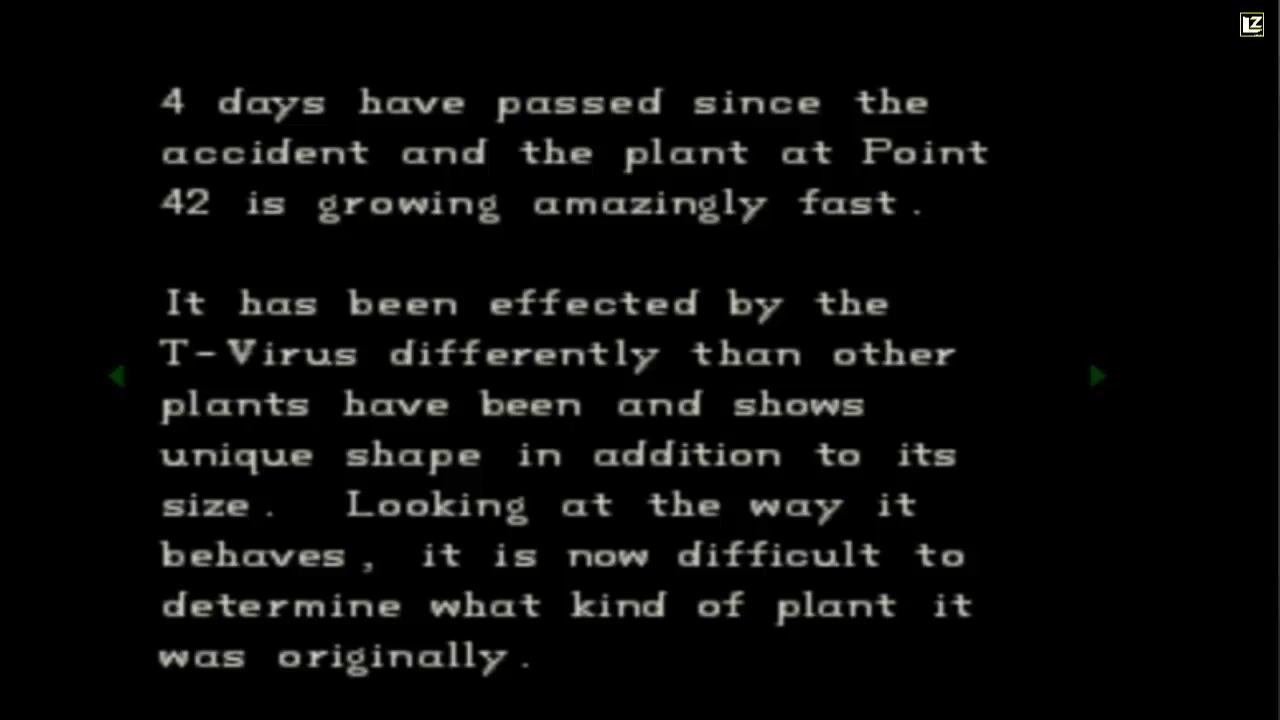 LZ
4 days have passed since the
accident and the plant at Point
42 is growing amazingly fast.
It has been effected by the
T-Virus differently than other
plants have been and shows
unique shape in addition to its
size. Looking at the way it
behaves, it is now difficult to
determine what kind of plant it
was originally.